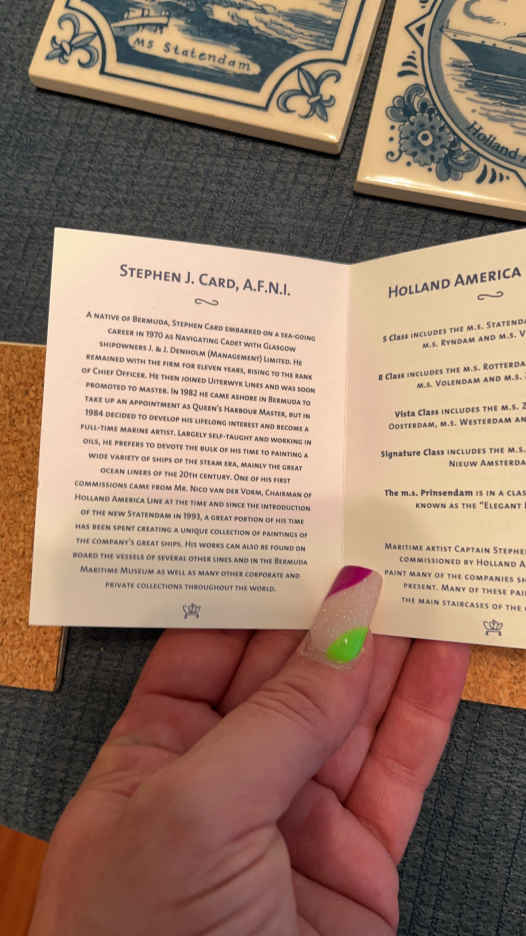 MS Statendam
Holland-
STEPHEN J. CARD, A.F.N.I.
A NATIVE OF BERMUDA, STEPHEN CARD EMBARKED ON A SEA-GOING
CAREER IN 1970 AS NAVIGATING CADET WITH GLASGOW
SHIPOWNERS J. & J. DENHOLM (MANAGEMENT) LIMITED. HE
REMAINED WITH THE FIRM FOR ELEVEN YEARS, RISING TO THE RANK
OF CHIEF OFFICER. HE THEN JOINED UITERWYK LINES AND WAS SOON
PROMOTED TO MASTER. IN 1982 HE CAME ASHORE IN BERMUDA TO
TAKE UP AN APPOINTMENT AS QUEEN'S HARBOUR MASTER, BUT IN
1984 DECIDED TO DEVELOP HIS LIFELONG INTEREST AND BECOME A
FULL-TIME MARINE ARTIST. LARGELY SELF-TAUGHT AND WORKING IN
OILS, HE PREFERS TO DEVOTE THE BULK OF HIS TIME TO PAINTING A
WIDE VARIETY OF SHIPS OF THE STEAM ERA, MAINLY THE GREAT
OCEAN LINERS OF THE 20TH CENTURY. ONE OF HIS FIRST
COMMISSIONS CAME FROM MR. NICO VAN DER VORM, CHAIRMAN OF
HOLLAND AMERICA LINE AT THE TIME AND SINCE THE INTRODUCTION
OF THE NEW STATENDAM IN 1993, A GREAT PORTION OF HIS TIME
HAS BEEN SPENT CREATING A UNIQUE COLLECTION OF PAINTINGS OF
THE COMPANY'S GREAT SHIPS. HIS WORKS CAN ALSO BE FOUND ON
BOARD THE VESSELS OF SEVERAL OTHER LINES AND IN THE BERMUDA
MARITIME MUSEUM AS WELL AS MANY OTHER CORPORATE AND
PRIVATE COLLECTIONS THROUGHOUT THE WORLD.
HOLLAND AMERICA
S CLASS INCLUDES THE M.S. STATENDA
M.S. RYNDAM AND M.S. V
R CLASS INCLUDES THE M.S. ROTTERDA
M.S. VOLENDAM AND M.S.
VISTA CLASS INCLUDES THE M.S. Z
OOSTERDAM, M.S. WESTERDAM AN
SIGNATURE CLASS INCLUDES THE M.S.
NIEUW AMSTERDA
THE M.S. PRINSENDAM IS IN A CLAS
KNOWN AS THE "ELEGANT
MARITIME ARTIST CAPTAIN STEPHE
COMMISSIONED BY HOLLAND A
PAINT MANY OF THE COMPANIES SH
PRESENT. MANY OF THESE PAI
THE MAIN STAIRCASES OF THE